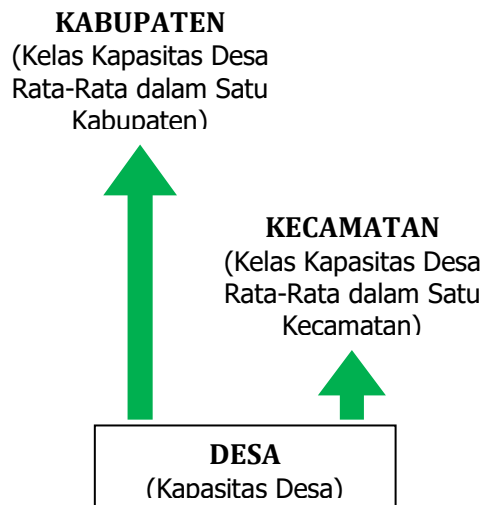 KABUPATEN
(Kelas Kapasitas Desa
Rata-Rata dalam Satu
Kabupaten)
KECAMATAN
(Kelas Kapasitas Desa
Rata-Rata dalam Satu
Kecamatan)
DESA
(Kapasitas Desa)